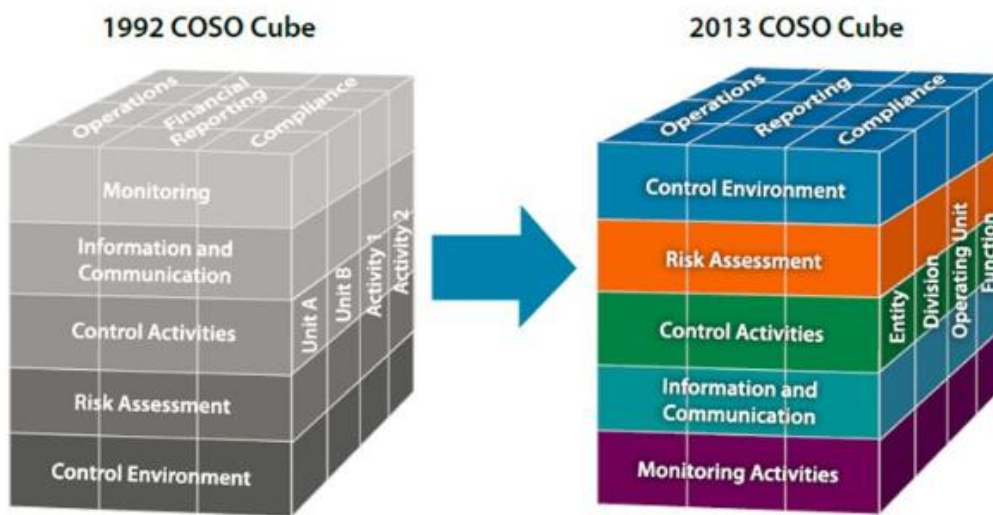 1992 COSO Cube
Operations
Financial
Reporting
Compliance
Monitoring
Information and
Communication
Control Activities
Risk Assessment
Control Environment
Unit A
Unit B
Activity 1
Activity 2
2013 COSO Cube
Operations
Reporting
Compliance
Control Environment
Risk Assessment
Control Activities
Information and
Communication
Monitoring Activities
Entity
Division
Operating Unit
Function